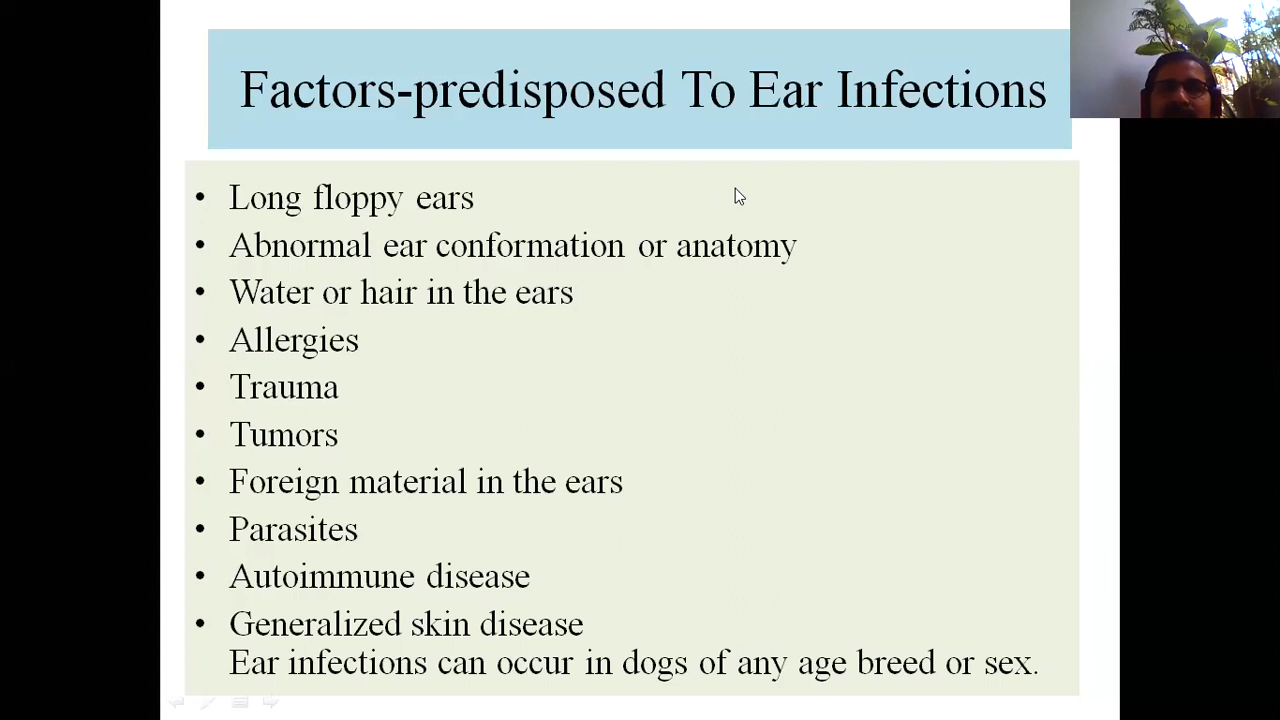 Factors-predisposed To Ear Infections
• Long floppy ears
• Abnormal ear conformation or anatomy
• Water or hair in the ears
• Allergies
• Trauma
• Tumors
• Foreign material in the ears
• Parasites
• Autoimmune disease
• Generalized skin disease
Ear infections can occur in dogs of any age breed or sex.